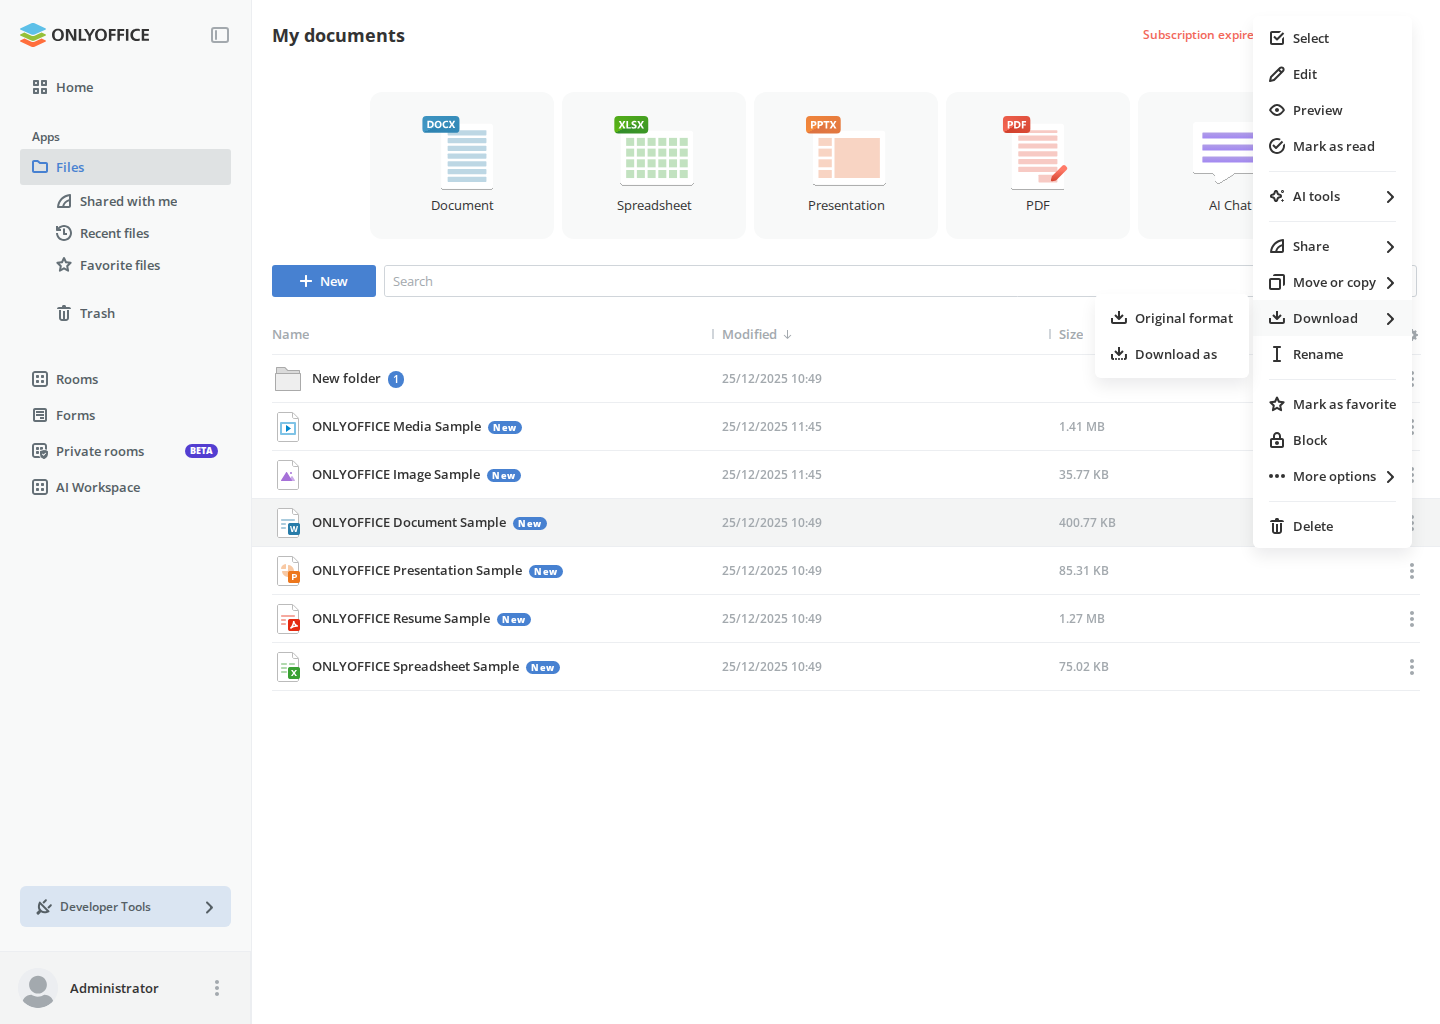 ONLYOFFICE
Home
Apps
Files
Shared with me
Recent files
Favorite files
Trash
Rooms
Forms
Private rooms
BETA
AI Workspace
Developer Tools
Administrator
My documents
Subscription expire
DOCX
Document
XLSX
Spreadsheet
PPTX
Presentation
PDF
PDF
AI Chat
New
Search
Name
Modified
Size
New folder 1 25/12/2025 10:49
ONLYOFFICE Media Sample New 25/12/2025 11:45 1.41 MB
ONLYOFFICE Image Sample New 25/12/2025 11:45 35.77 KB
W
ONLYOFFICE Document Sample New 25/12/2025 10:49 400.77 KB
P
ONLYOFFICE Presentation Sample New 25/12/2025 10:49 85.31 KB
ONLYOFFICE Resume Sample New 25/12/2025 10:49 1.27 MB
X
ONLYOFFICE Spreadsheet Sample New 25/12/2025 10:49 75.02 KB
Original format
Download as
Select
Edit
Preview
Mark as read
AI tools
Share
Move or copy
Download
Rename
Mark as favorite
Block
More options
Delete